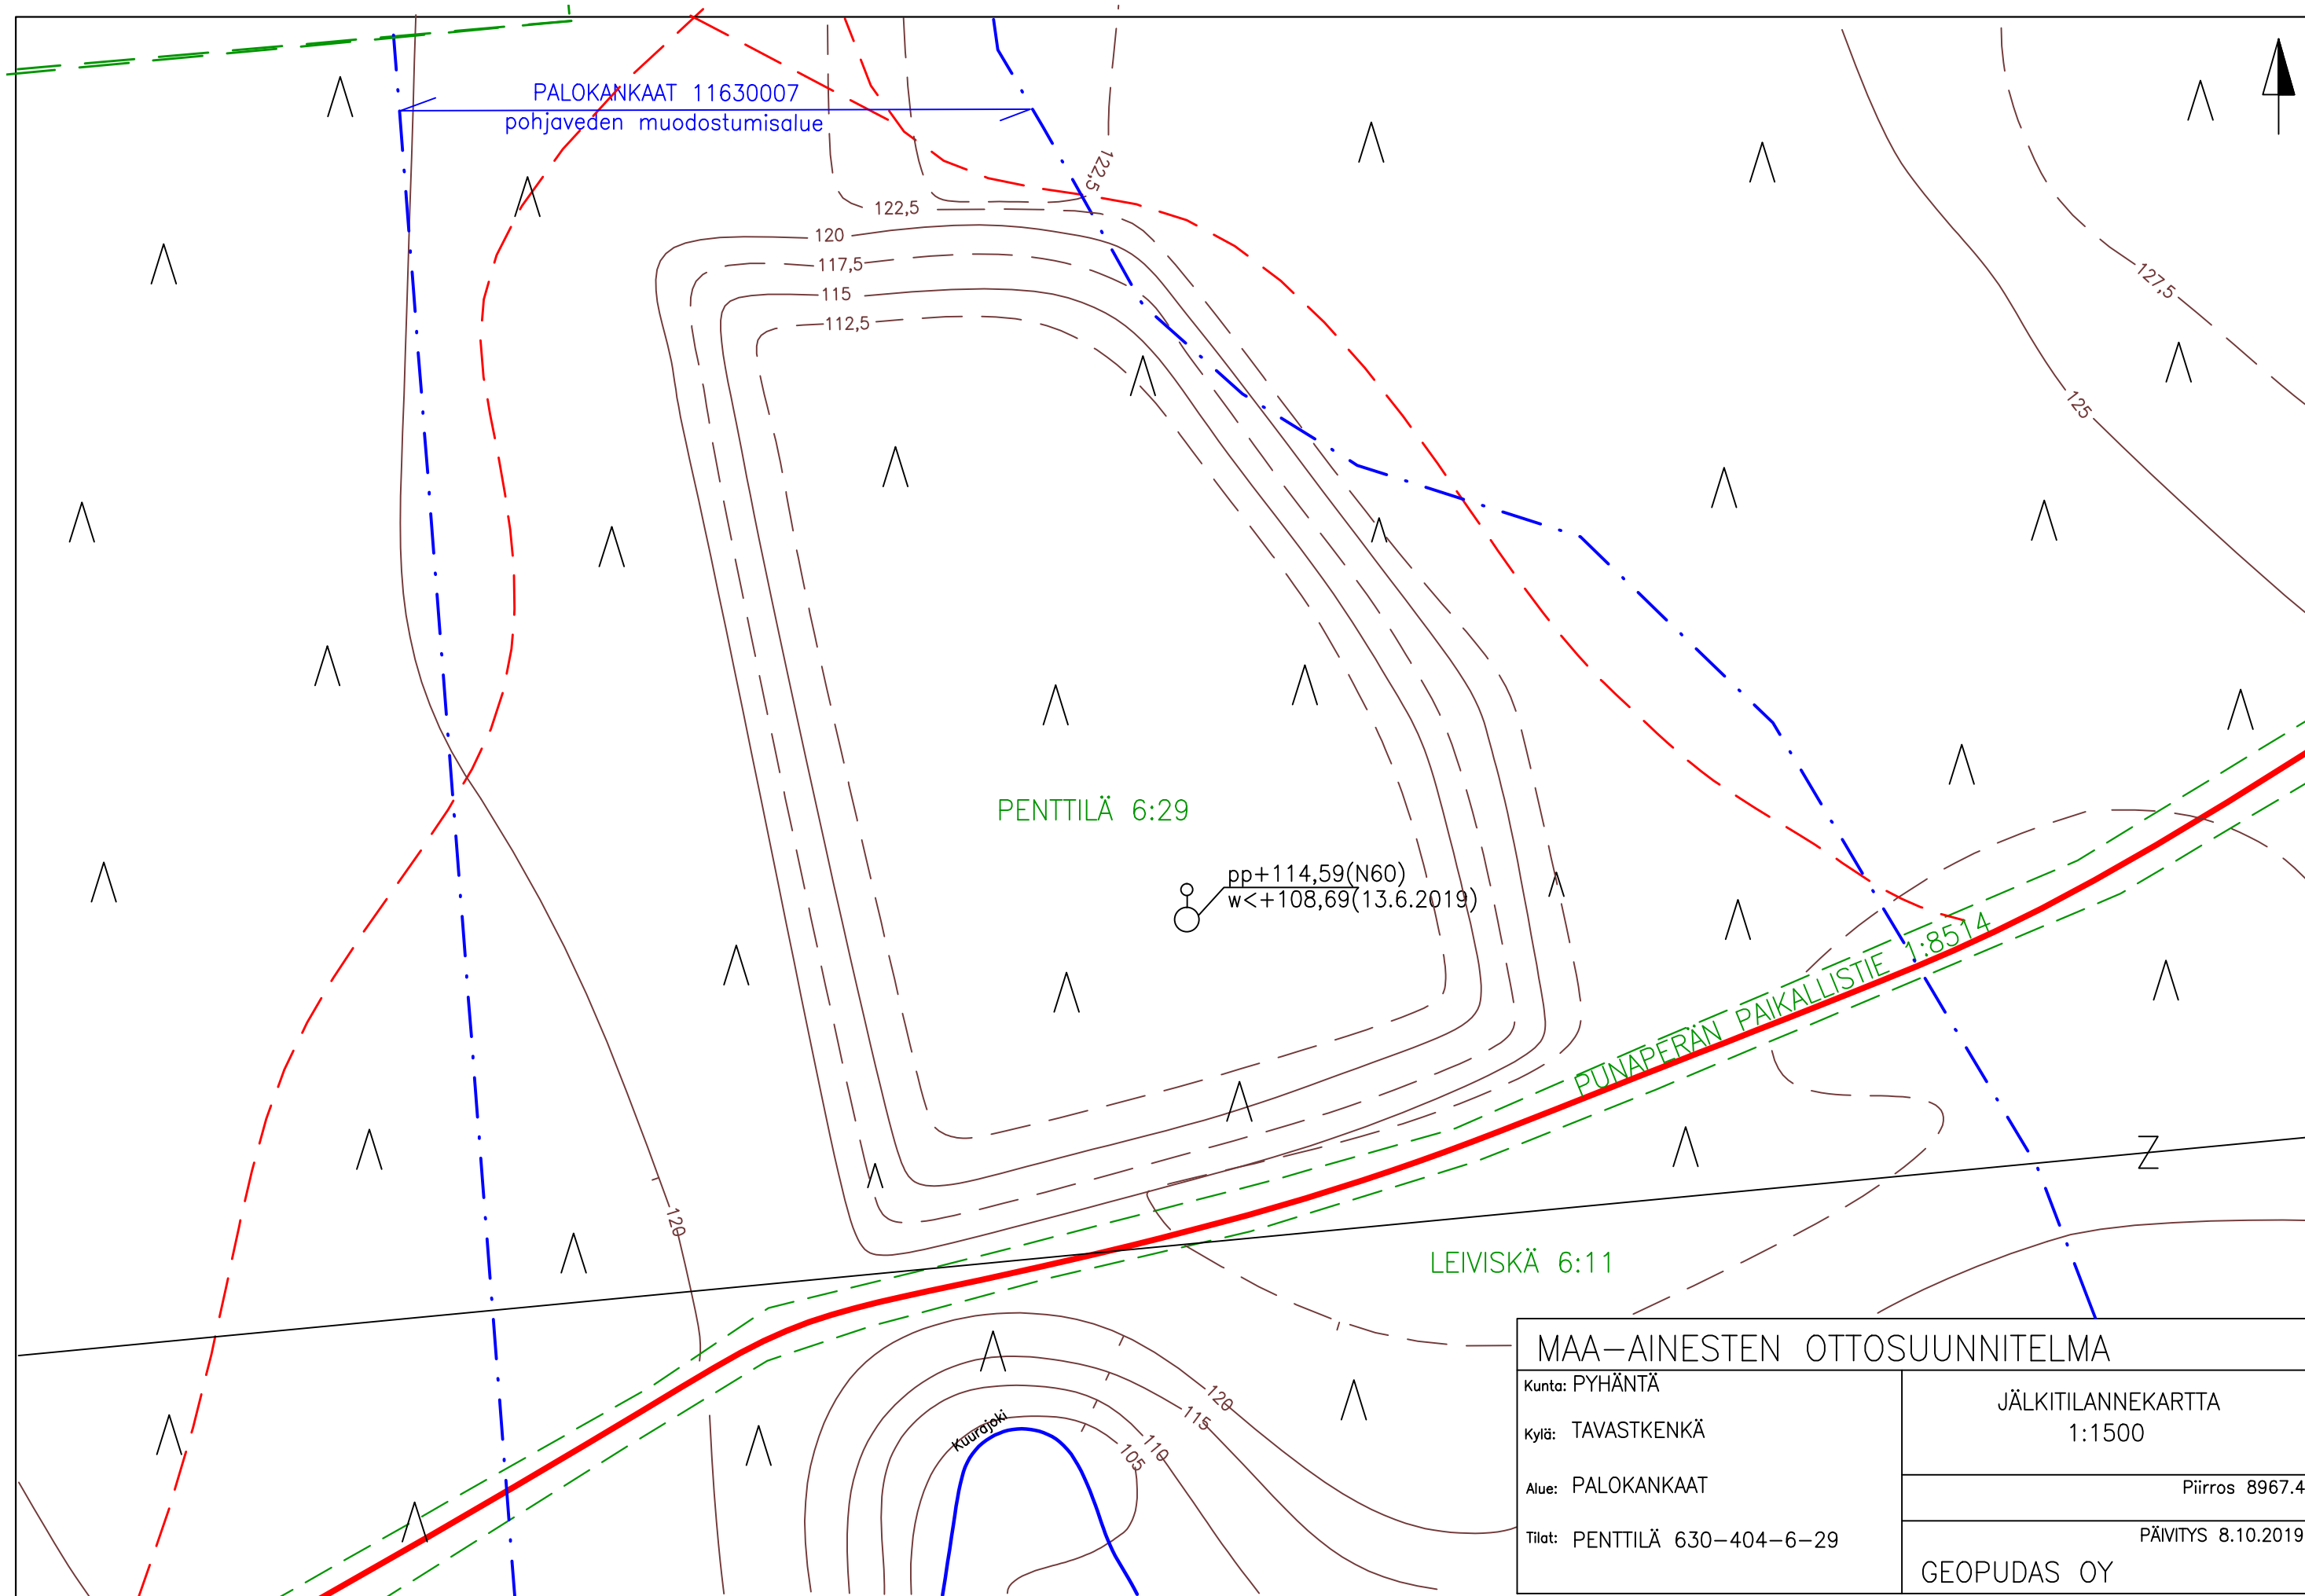 PALOKANKAAT 11630007
pohjaveden muodostumisalue
122,5
122,5
120
117,5
115
112,5
127,5
125
PENTTILÄ 6:29
pp+114,59(N60)
w<+108,69(13.6.2019)
PUNAPERÄN PAIKALLISTIE 1:8514
Z
120
LEIVISKÄ 6:11
Kuurajoki
120
115
110
105
MAA-AINESTEN OTTOSUUNNITELMA
Kunta: PYHÄNTÄ
Kylä: TAVASTKENKÄ
Alue: PALOKANKAAT
Tilat: PENTTILÄ 630-404-6-29
JÄLKITILANNEKARTTA
1:1500
Piirros 8967.4
PÄIVITYS 8.10.2019
GEOPUDAS OY